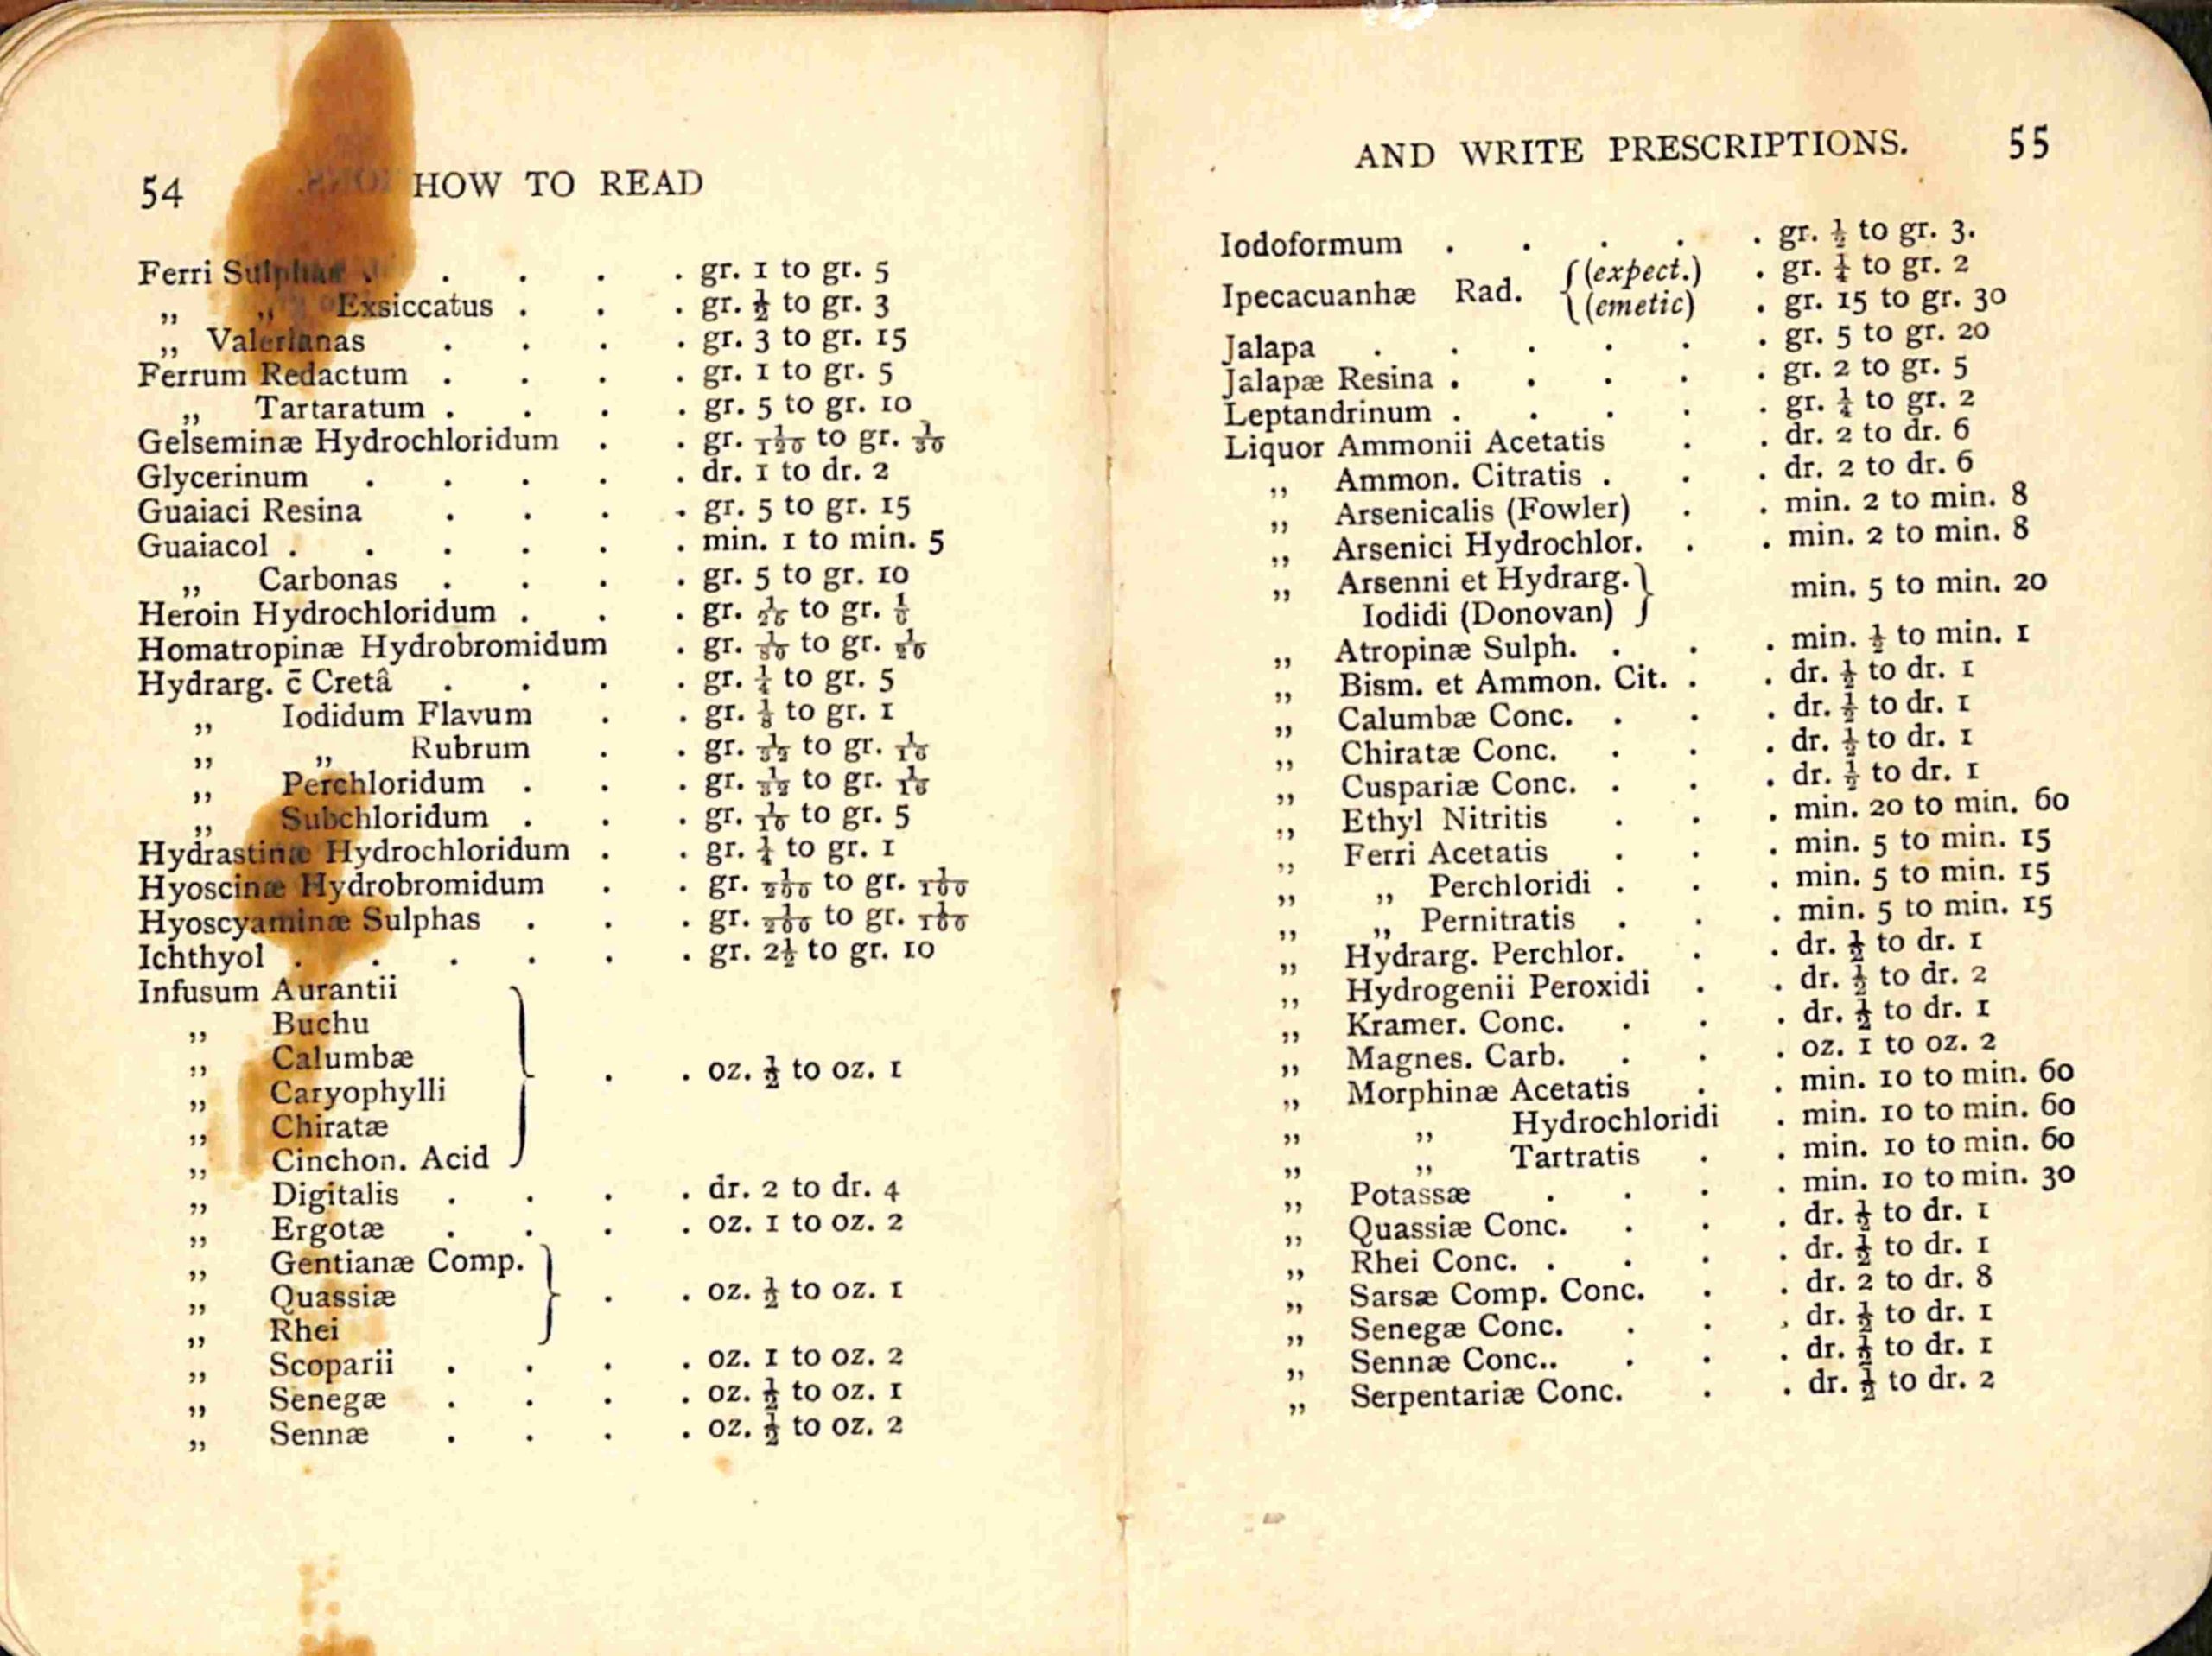 54 HOW TO READ
Ferri Sulphas . . . . . gr. 1 to gr. 5
„ „ Exsiccatus . . . gr. ½ to gr. 3
„ Valerianas . . . . gr. 3 to gr. 15
Ferrum Redactum . . . . gr. 1 to gr. 5
„ Tartaratum . . . . gr. 5 to gr. 10
Gelseminæ Hydrochloridum . . gr. 1/120 to gr. 1/30
Glycerinum . . . . . dr. 1 to dr. 2
Guaiaci Resina . . . . gr. 5 to gr. 15
Guaiacol . . . . . . min. 1 to min. 5
„ Carbonas . . . . gr. 5 to gr. 10
Heroin Hydrochloridum . . . gr. 1/25 to gr. 1/6
Homatropinæ Hydrobromidum . gr. 1/80 to gr. 1/20
Hydrarg. c̄ Cretâ . . . . gr. ¼ to gr. 5
„ Iodidum Flavum . . gr. ⅛ to gr. 1
„ „ Rubrum . . gr. 1/32 to gr. 1/16
„ Perchloridum . . . gr. 1/32 to gr. 1/16
„ Subchloridum . . . gr. 1/10 to gr. 5
Hydrastinæ Hydrochloridum . . gr. ¼ to gr. 1
Hyoscinæ Hydrobromidum . . gr. 1/200 to gr. 1/100
Hyoscyaminæ Sulphas . . . gr. 1/200 to gr. 1/100
Ichthyol . . . . . . gr. 2½ to gr. 10
Infusum Aurantii
„ Buchu
„ Calumbæ
„ Caryophylli } . . oz. ½ to oz. 1
„ Chiratæ
„ Cinchon. Acid
„ Digitalis . . . . dr. 2 to dr. 4
„ Ergotæ . . . . oz. 1 to oz. 2
„ Gentianæ Comp.
„ Quassiæ } . . oz. ½ to oz. 1
„ Rhei
„ Scoparii . . . . oz. 1 to oz. 2
„ Senegæ . . . . oz. ½ to oz. 1
„ Sennæ . . . . oz. ½ to oz. 2
AND WRITE PRESCRIPTIONS. 55
Iodoformum . . . . . gr. ½ to gr. 3.
Ipecacuanhæ Rad. { (expect.) . gr. ¼ to gr. 2
(emetic) . gr. 15 to gr. 30
Jalapa . . . . . . gr. 5 to gr. 20
Jalapæ Resina . . . . . gr. 2 to gr. 5
Leptandrinum . . . . . gr. ¼ to gr. 2
Liquor Ammonii Acetatis . . dr. 2 to dr. 6
„ Ammon. Citratis . . . dr. 2 to dr. 6
„ Arsenicalis (Fowler) . . min. 2 to min. 8
„ Arsenici Hydrochlor. . . min. 2 to min. 8
„ Arsenni et Hydrarg. } min. 5 to min. 20
Iodidi (Donovan)
„ Atropinæ Sulph. . . . min. ½ to min. 1
„ Bism. et Ammon. Cit. . . dr. ½ to dr. 1
„ Calumbæ Conc. . . . dr. ½ to dr. 1
„ Chiratæ Conc. . . . dr. ½ to dr. 1
„ Cuspariæ Conc. . . . dr. ½ to dr. 1
„ Ethyl Nitritis . . . min. 20 to min. 60
„ Ferri Acetatis . . . min. 5 to min. 15
„ „ Perchloridi . . . min. 5 to min. 15
„ „ Pernitratis . . . min. 5 to min. 15
„ Hydrarg. Perchlor. . . dr. ½ to dr. 1
„ Hydrogenii Peroxidi . . dr. ½ to dr. 2
„ Kramer. Conc. . . . dr. ½ to dr. 1
„ Magnes. Carb. . . . oz. 1 to oz. 2
„ Morphinæ Acetatis . . min. 10 to min. 60
„ „ Hydrochloridi . min. 10 to min. 60
„ „ Tartratis . . min. 10 to min. 60
„ Potassæ . . . . min. 10 to min. 30
„ Quassiæ Conc. . . . dr. ½ to dr. 1
„ Rhei Conc. . . . . dr. ½ to dr. 1
„ Sarsæ Comp. Conc. . . dr. 2 to dr. 8
„ Senegæ Conc. . . . dr. ½ to dr. 1
„ Sennæ Conc.. . . . dr. ½ to dr. 1
„ Serpentariæ Conc. . . dr. ½ to dr. 2